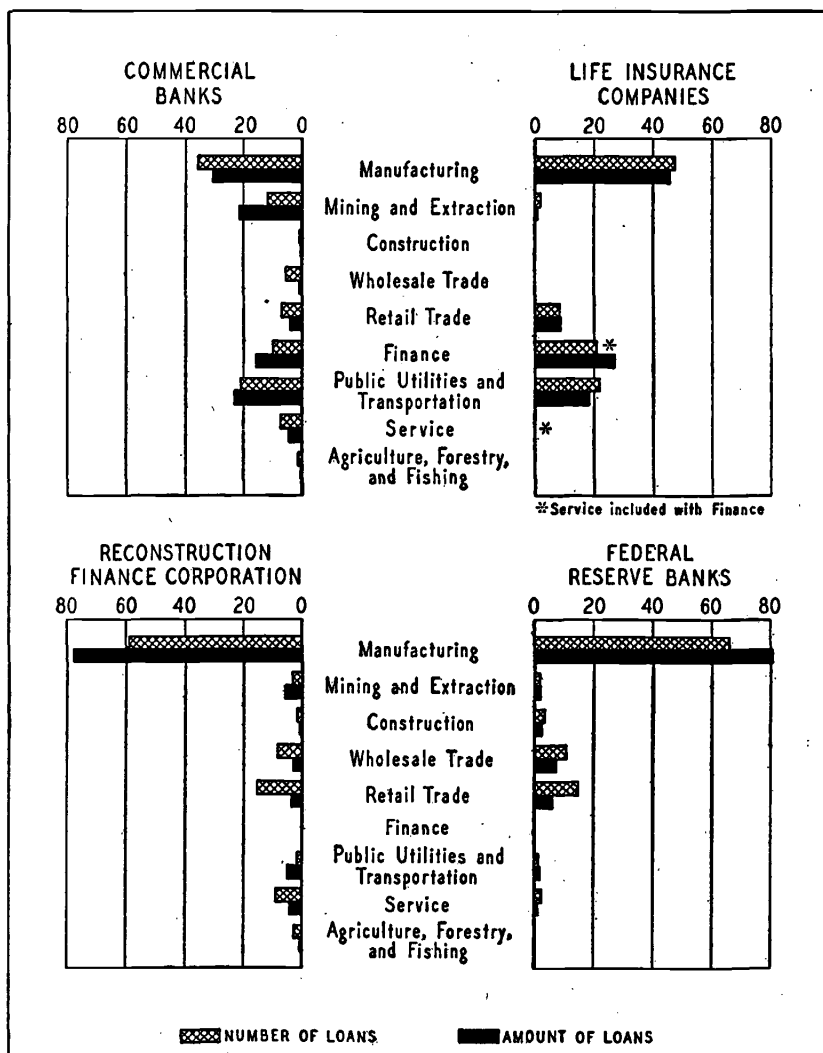 COMMERCIAL
BANKS
LIFE INSURANCE
COMPANIES
80 60 40 20 0
0 20 40 60 80
Manufacturing
Mining and Extraction
Construction
Wholesale Trade
Retail Trade
Finance
*
Public Utilities and
Transportation
Service
*
Agriculture, Forestry,
and Fishing
*Service included with Finance
RECONSTRUCTION
FINANCE CORPORATION
FEDERAL
RESERVE BANKS
80 60 40 20 0
0 20 40 60 80
Manufacturing
Mining and Extraction
Construction
Wholesale Trade
Retail Trade
Finance
Public Utilities and
Transportation
Service
Agriculture, Forestry,
and Fishing
NUMBER OF LOANS
AMOUNT OF LOANS